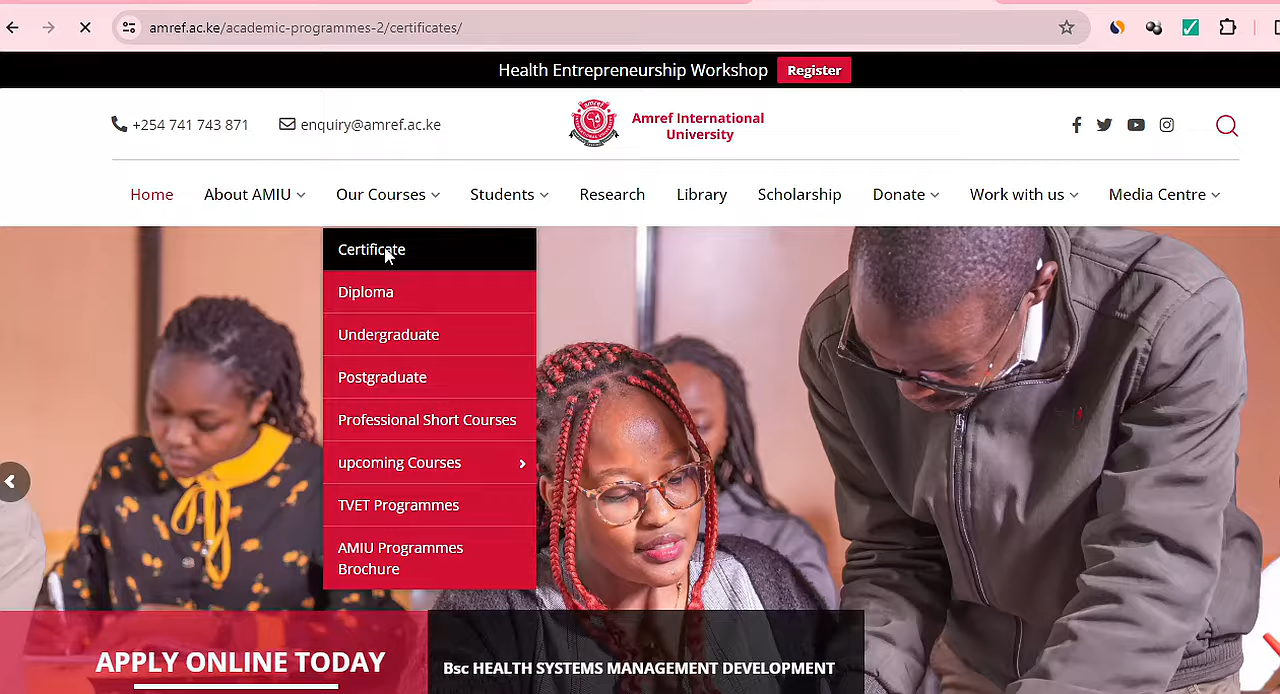 amref.ac.ke/academic-programmes-2/certificates/
Health Entrepreneurship Workshop Register
+254 741 743 871 enquiry@amref.ac.ke
Amref International
University
Home About AMIU Our Courses Students Research Library Scholarship Donate Work with us Media Centre
Certificate
Diploma
Undergraduate
Postgraduate
Professional Short Courses
upcoming Courses
TVET Programmes
AMIU Programmes
Brochure
APPLY ONLINE TODAY
Bsc HEALTH SYSTEMS MANAGEMENT DEVELOPMENT